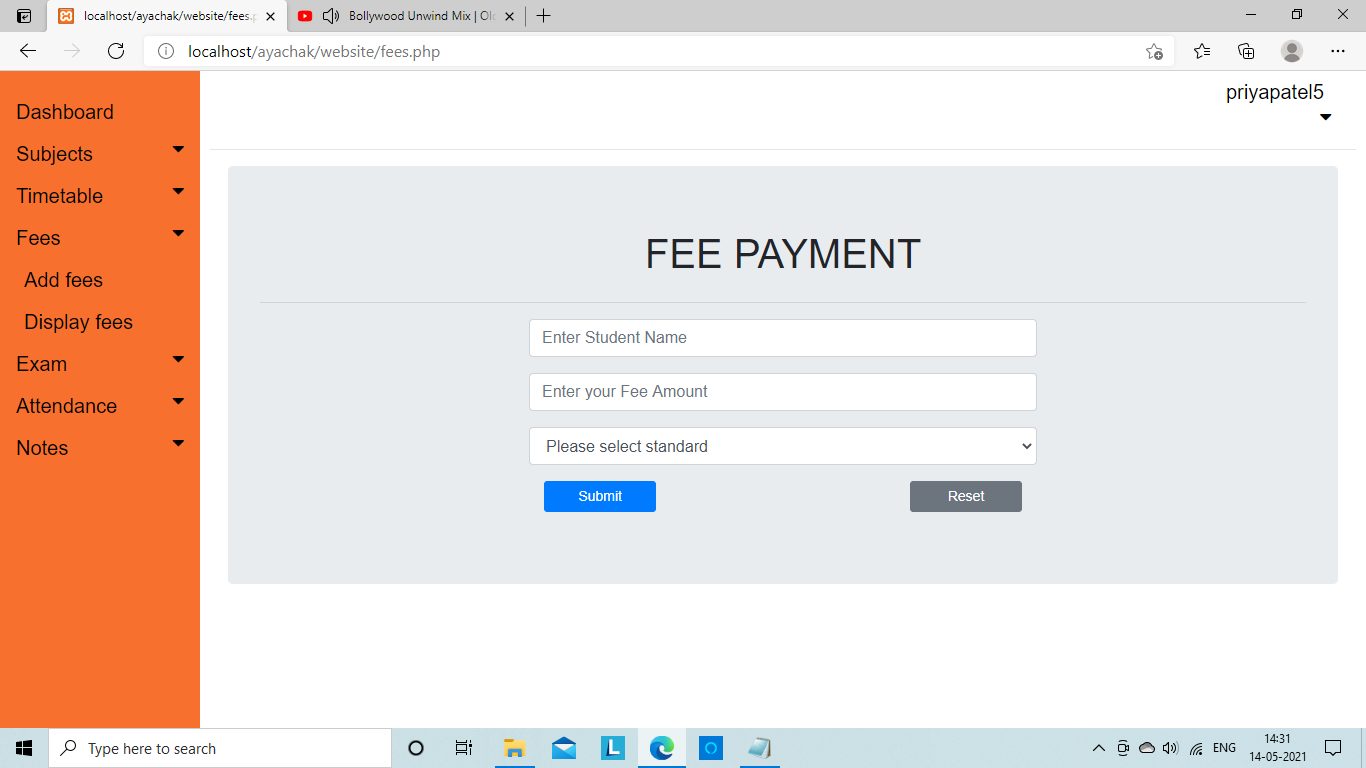 localhost/ayachak/website/fees.p
Bollywood Unwind Mix | Ol
localhost/ayachak/website/fees.php
priyapatel5
Dashboard
Subjects
Timetable
Fees
Add fees
Display fees
Exam
Attendance
Notes
FEE PAYMENT
Enter Student Name
Enter your Fee Amount
Please select standard
Submit Reset
Type here to search
L
ENG
14:31
14-05-2021